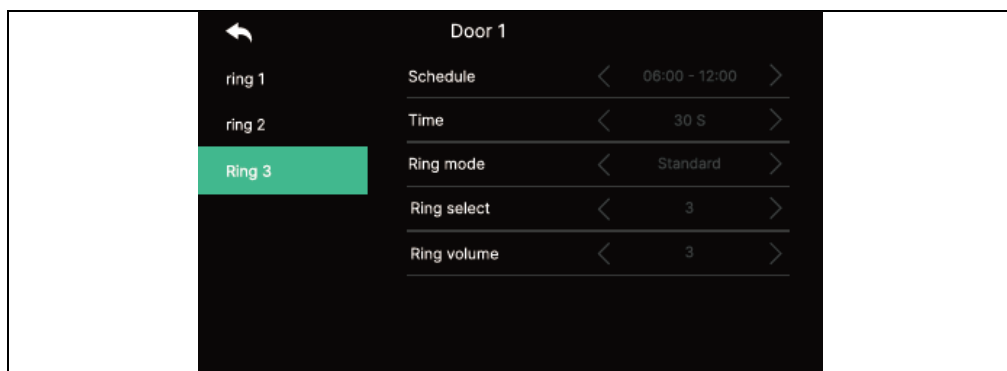 Door 1
ring 1
ring 2
Ring 3
Schedule 06:00 - 12:00
Time 30 S
Ring mode Standard
Ring select 3
Ring volume 3